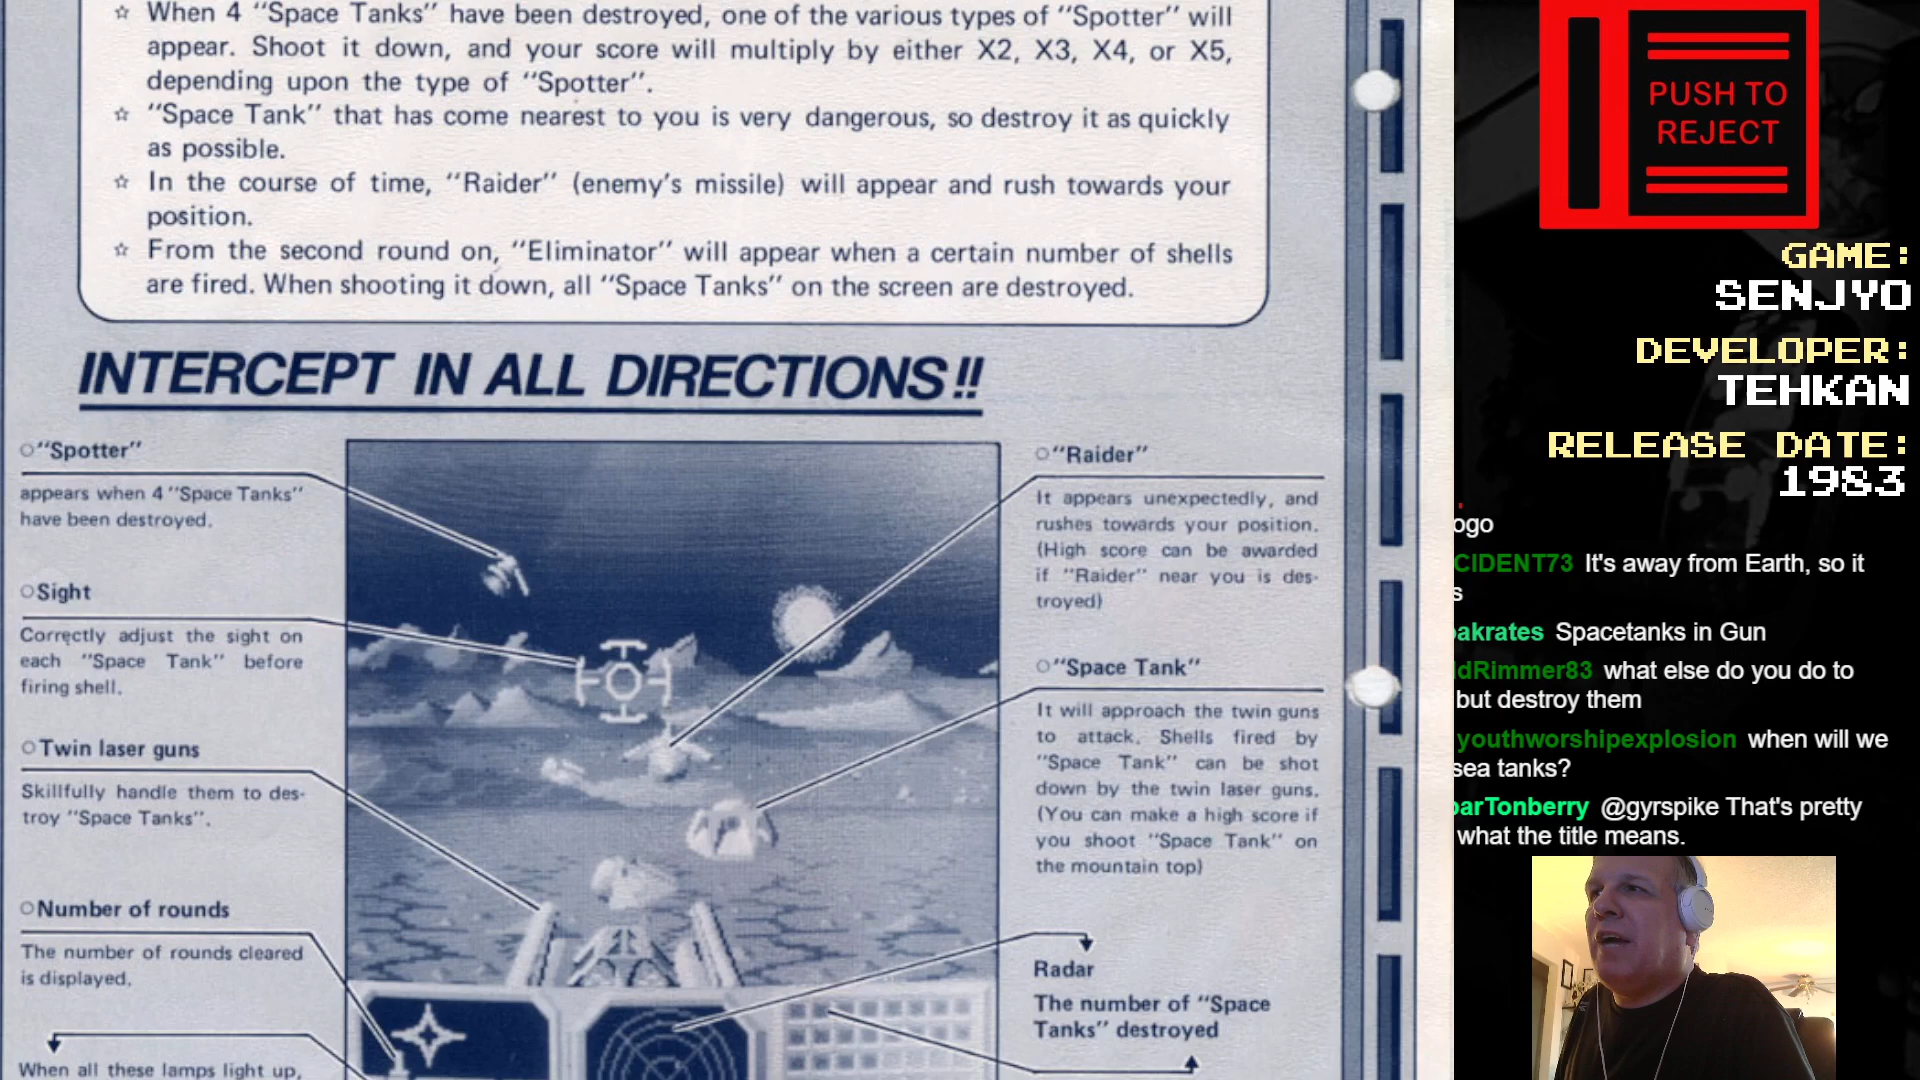 ☆ When 4 "Space Tanks" have been destroyed, one of the various types of "Spotter" will
appear. Shoot it down, and your score will multiply by either X2, X3, X4, or X5,
depending upon the type of "Spotter".
☆ "Space Tank" that has come nearest to you is very dangerous, so destroy it as quickly
as possible.
☆ In the course of time, "Raider" (enemy's missile) will appear and rush towards your
position.
☆ From the second round on, "Eliminator" will appear when a certain number of shells
are fired. When shooting it down, all "Space Tanks" on the screen are destroyed.
INTERCEPT IN ALL DIRECTIONS!!
○"Spotter"
appears when 4 "Space Tanks"
have been destroyed.
○Sight
Correctly adjust the sight on
each "Space Tank" before
firing shell.
○Twin laser guns
Skillfully handle them to des-
troy "Space Tanks".
○Number of rounds
The number of rounds cleared
is displayed.
When all these lamps light up,
○"Raider"
It appears unexpectedly, and
rushes towards your position.
(High score can be awarded
if "Raider" near you is des-
troyed)
○"Space Tank"
It will approach the twin guns
to attack. Shells fired by
"Space Tank" can be shot
down by the twin laser guns.
(You can make a high score if
you shoot "Space Tank" on
the mountain top)
Radar
The number of "Space
Tanks" destroyed
PUSH TO
REJECT
GAME:
SENJYO
DEVELOPER:
TEHKAN
RELEASE DATE:
1983
ogo
CIDENT73 It's away from Earth, so it
s
akrates Spacetanks in Gun
ldRimmer83 what else do you do to
but destroy them
youthworshipexplosion when will we
sea tanks?
arTonberry @gyrspike That's pretty
what the title means.